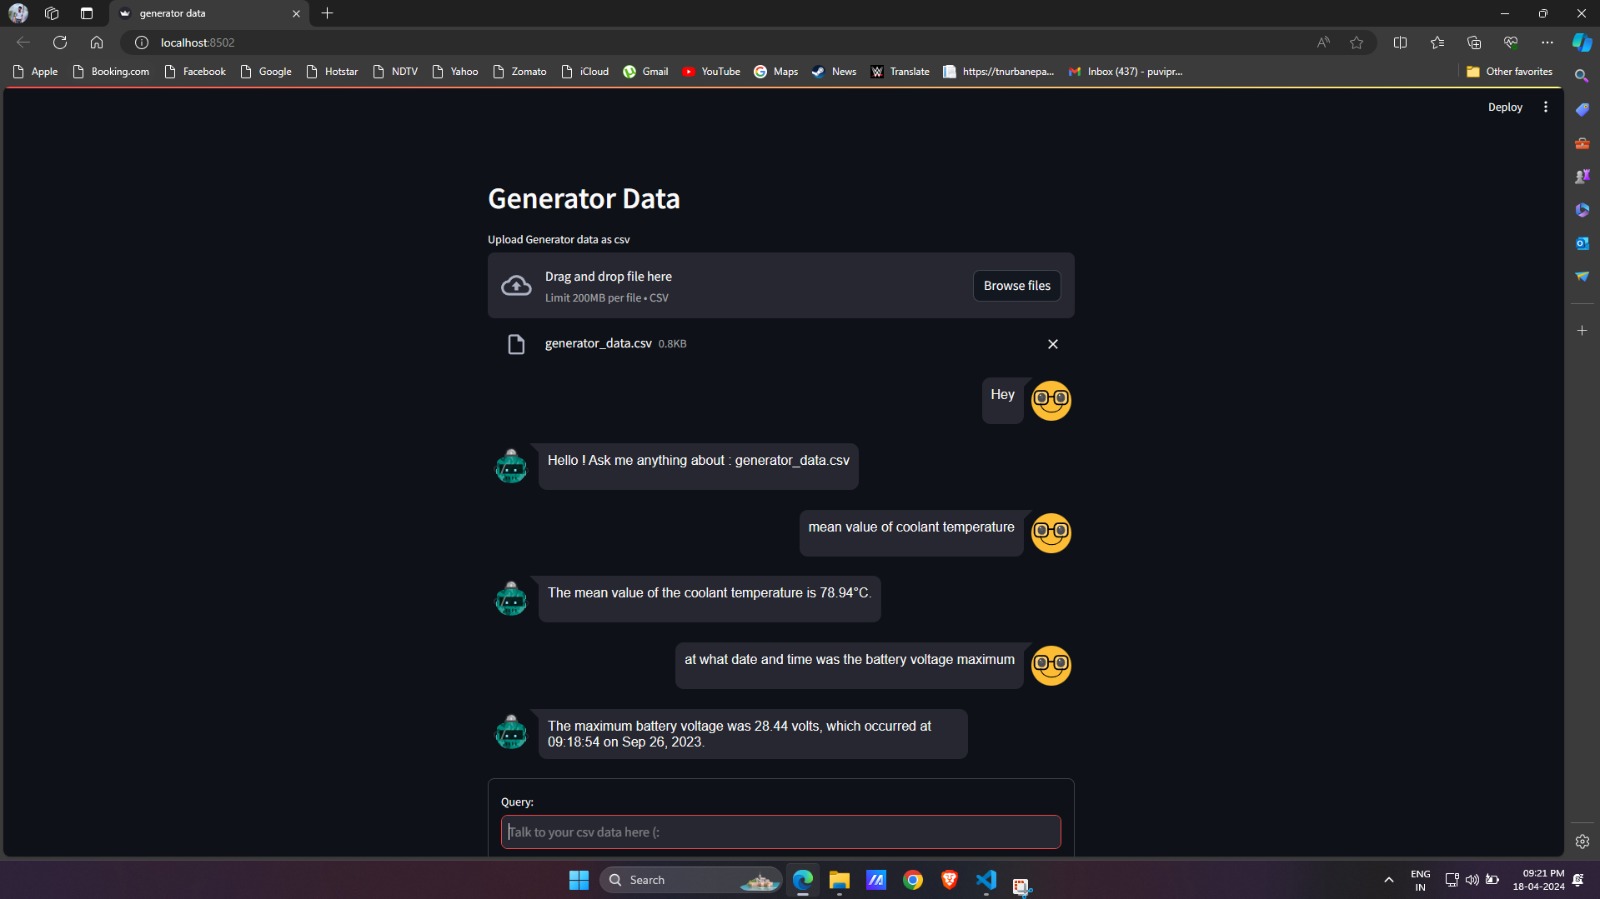 generator data
localhost:8502
Apple Booking.com Facebook Google Hotstar NDTV Yahoo Zomato iCloud Gmail YouTube Maps News Translate https://tnurbanepa... Inbox (437) - puvipr... Other favorites
Deploy
Generator Data
Upload Generator data as csv
Drag and drop file here
Limit 200MB per file • CSV
Browse files
generator_data.csv 0.8KB
Hey
Hello ! Ask me anything about : generator_data.csv
mean value of coolant temperature
The mean value of the coolant temperature is 78.94°C.
at what date and time was the battery voltage maximum
The maximum battery voltage was 28.44 volts, which occurred at
09:18:54 on Sep 26, 2023.
Query:
Talk to your csv data here (:
Search
ENG
IN
09:21 PM
18-04-2024